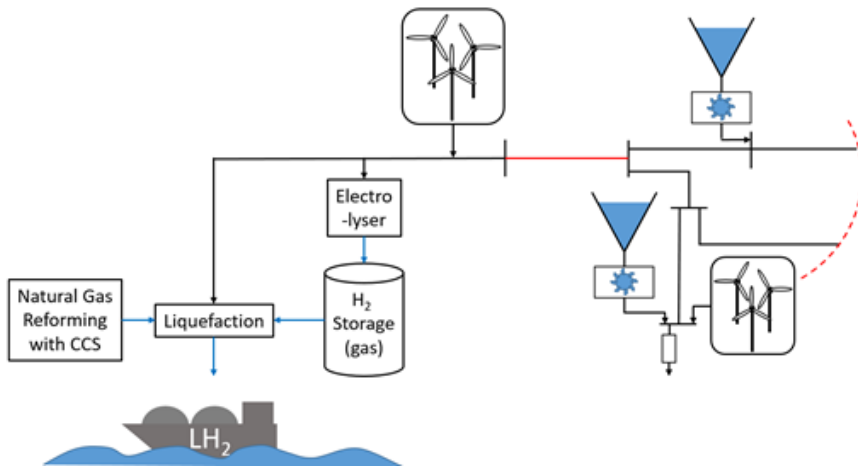 Electro
-lyser
Natural Gas
Reforming
with CCS
Liquefaction
H₂
Storage
(gas)
LH₂